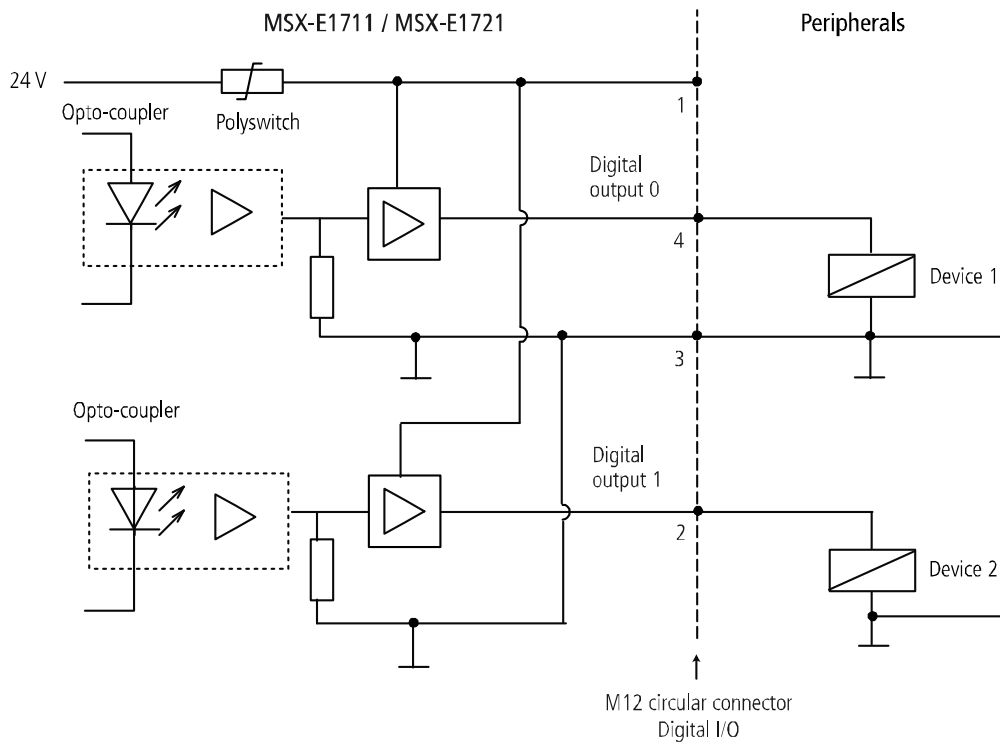 MSX-E1711 / MSX-E1721
Peripherals
24 V
Polyswitch
1
Opto-coupler
Digital
output 0
4
Device 1
3
Opto-coupler
Digital
output 1
2
Device 2
M12 circular connector
Digital I/O